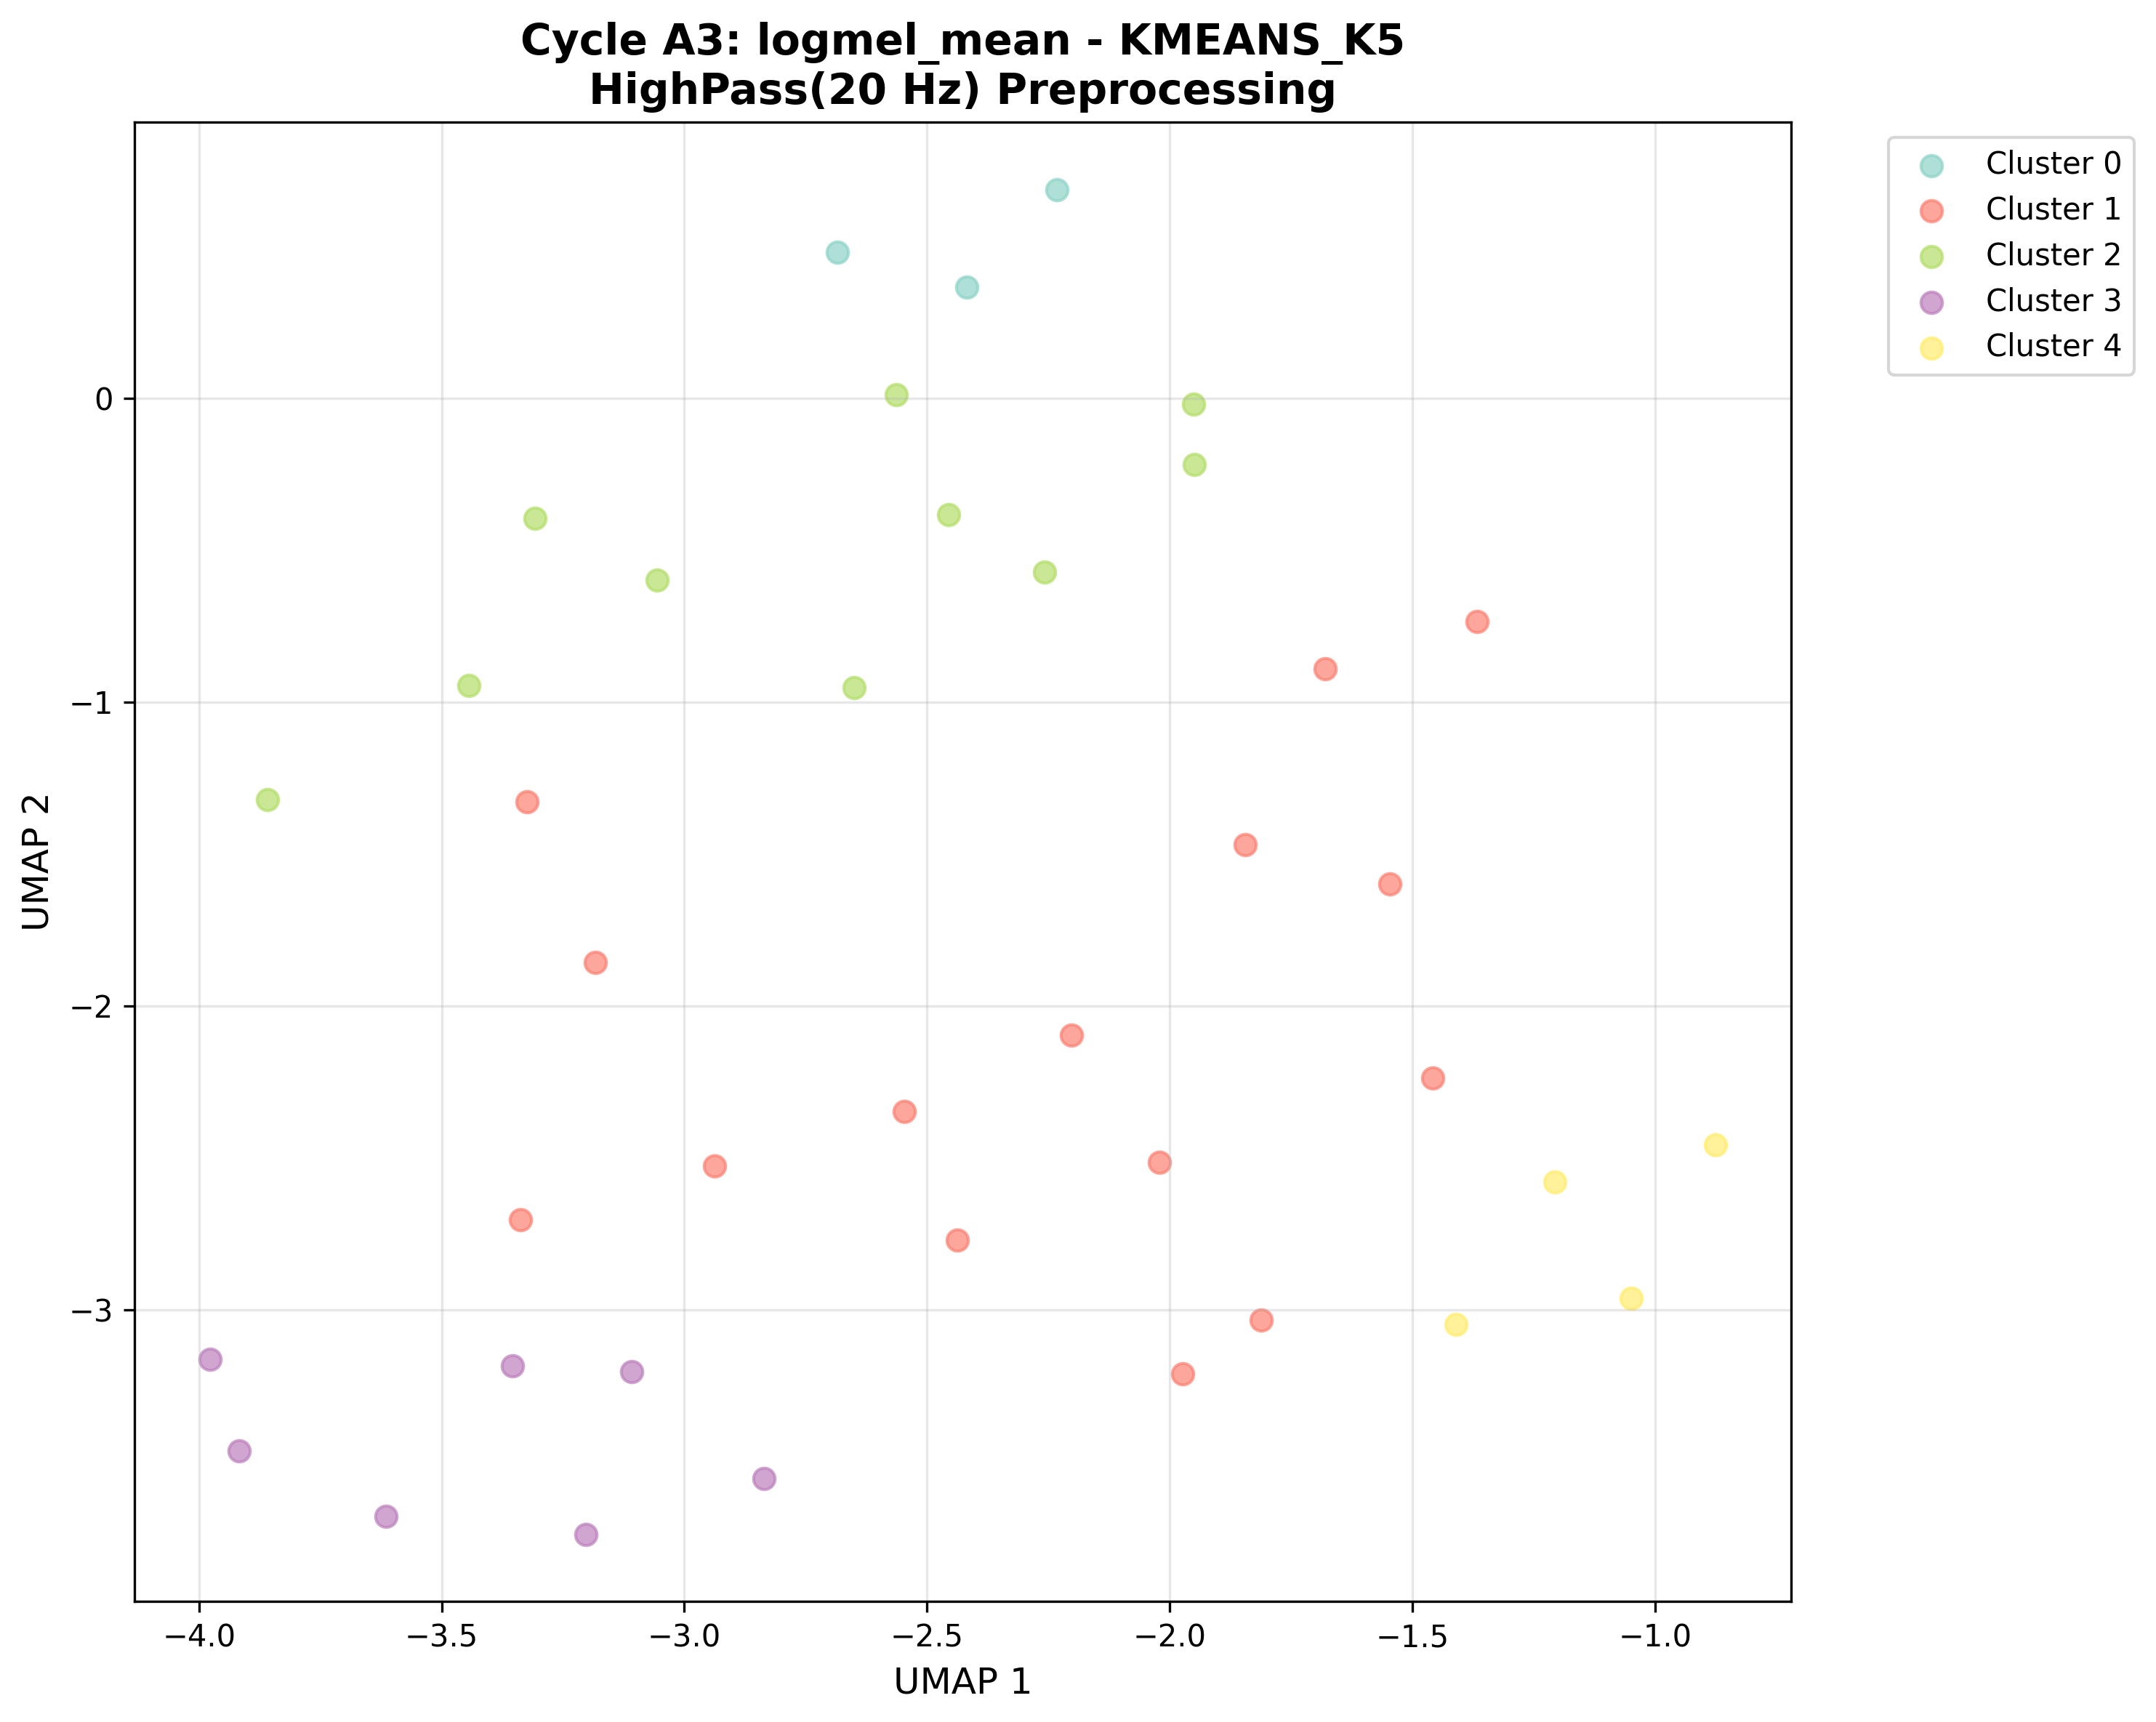 Cycle A3: logmel_mean - KMEANS_K5
HighPass(20 Hz) Preprocessing
Cluster 0
Cluster 1
Cluster 2
Cluster 3
Cluster 4
0
−1
−2
−3
UMAP 2
−4.0
−3.5
−3.0
−2.5
−2.0
−1.5
−1.0
UMAP 1